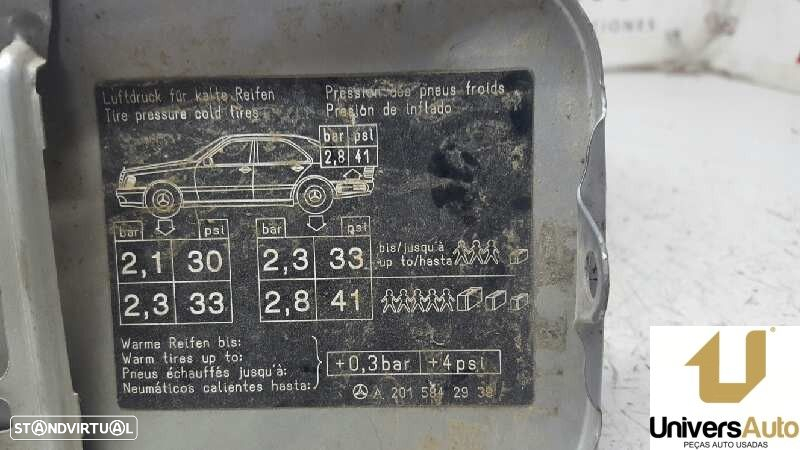 Luftdruck für kalte Reifen
Tire pressure cold tires
Pression des pneus froids
Presión de inflado
bar psi
2,8 41
bar psi
2,1 30
2,3 33
bar psi
2,3 33
2,8 41
bis/jusqu'à
up to/hasta
Warme Reifen bis:
Warm tires up to:
Pneus échauffés jusqu'à:
Neumáticos calientes hasta:
+0,3bar +4psi
A 201 584 29 39
UniversAuto
PEÇAS AUTO USADAS
STANDVIRTUAL